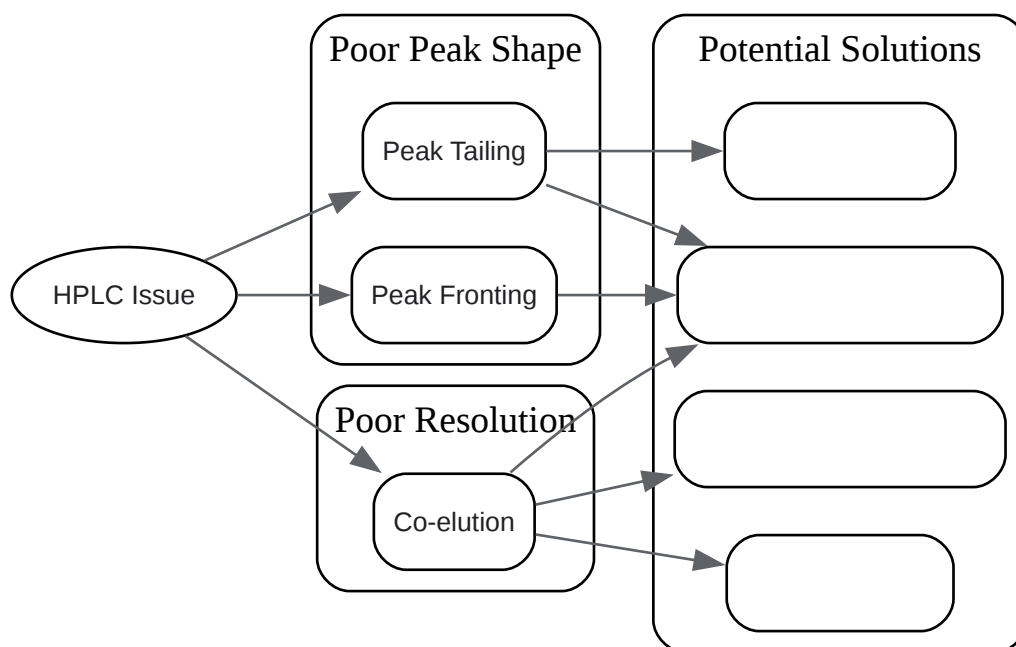 Poor Peak Shape
Potential Solutions
Peak Tailing
HPLC Issue
Peak Fronting
Poor Resolution
Co-elution